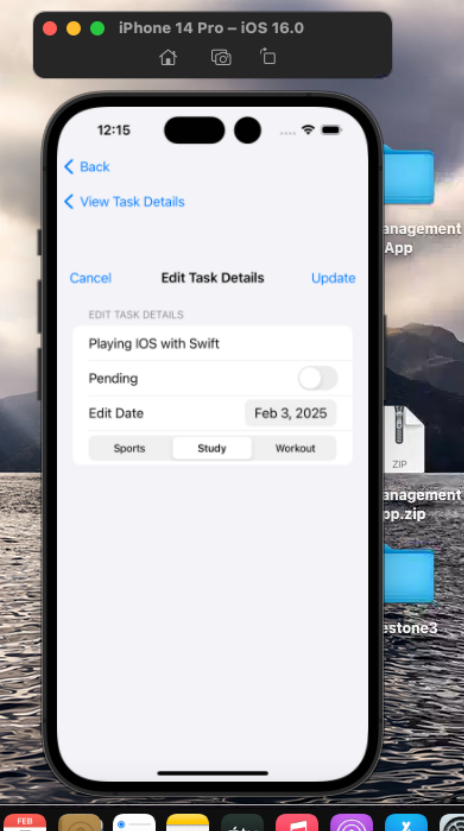 iPhone 14 Pro – iOS 16.0
12:15
Back
View Task Details
Cancel
Edit Task Details
Update
EDIT TASK DETAILS
Playing IOS with Swift
Pending
Edit Date
Feb 3, 2025
Sports
Study
Workout
anagement
App
ZIP
anagement
pp.zip
estone3
FEB